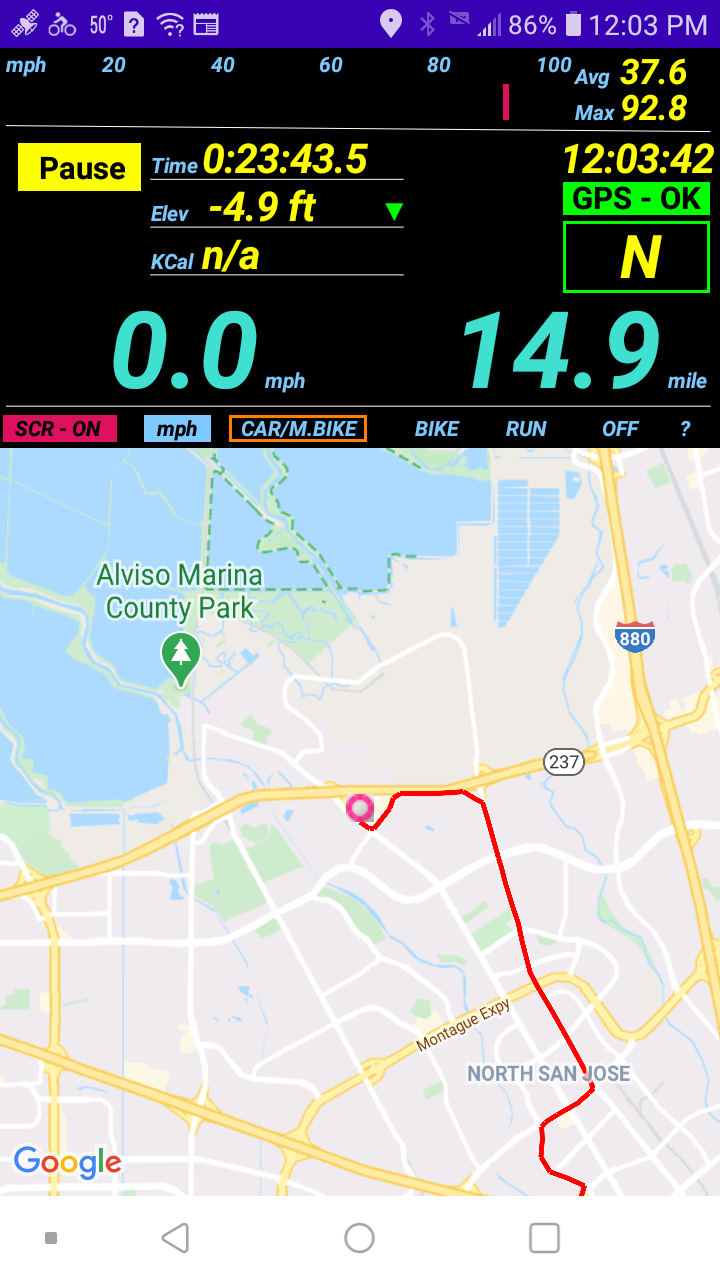 50° 86% 12:03 PM
mph 20 40 60 80 100 Avg 37.6
Max 92.8
Pause Time 0:23:43.5 12:03:42
Elev -4.9 ft ▼ GPS - OK
KCal n/a N
0.0 mph 14.9 mile
SCR - ON mph CAR/M.BIKE BIKE RUN OFF ?
Alviso Marina
County Park
880
237
Montague Expy
NORTH SAN JOSE
Google